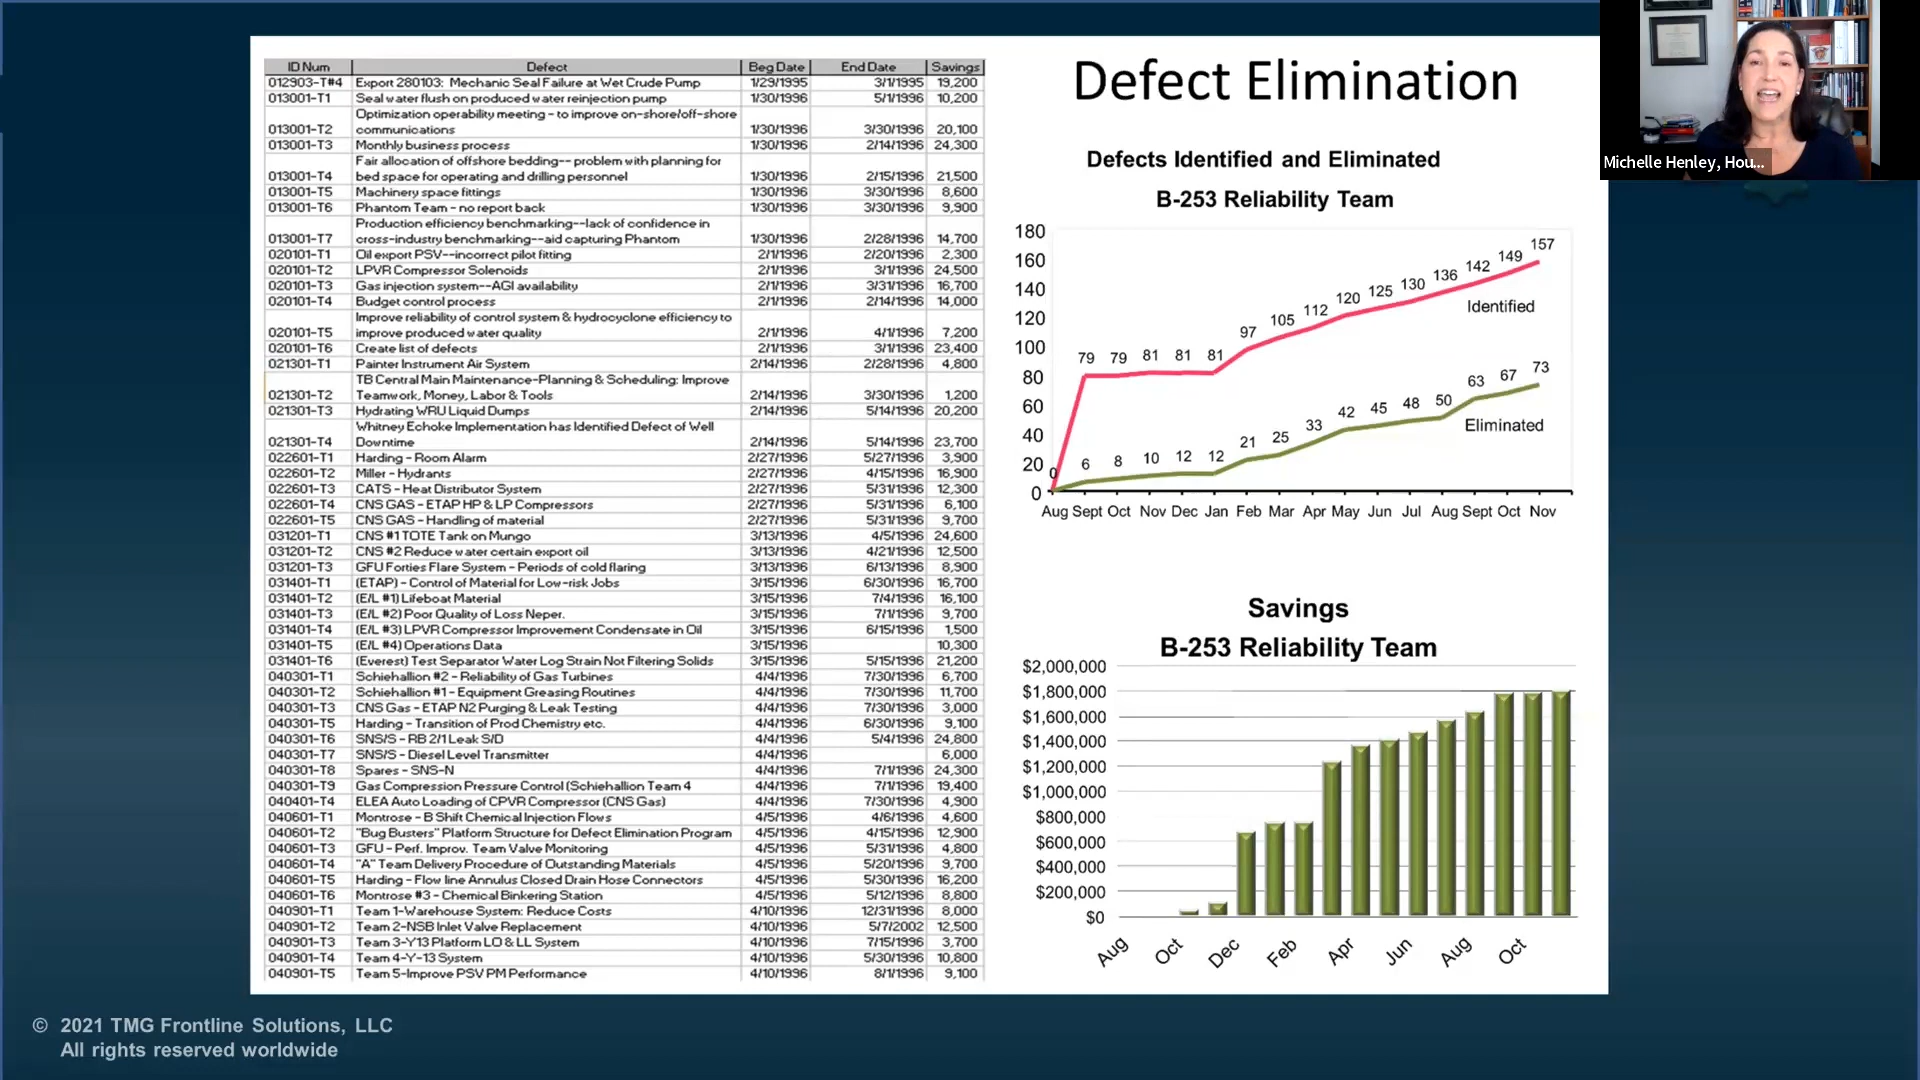 ID Num Defect Beg Date End Date Savings
012903-T#4 Export 280103: Mechanic Seal Failure at Wet Crude Pump 1/29/1995 3/1/1995 19,200
013001-T1 Seal water flush on produced water reinjection pump 1/30/1996 5/1/1996 10,200
Optimization operability meeting - to improve on-shore/off-shore
013001-T2 communications 1/30/1996 3/30/1996 20,100
013001-T3 Monthly business process 1/30/1996 2/14/1996 24,300
Fair allocation of offshore bedding-- problem with planning for
013001-T4 bed space for operating and drilling personnel 1/30/1996 2/15/1996 21,500
013001-T5 Machinery space fittings 1/30/1996 3/30/1996 8,600
013001-T6 Phantom Team - no report back 1/30/1996 3/30/1996 9,900
Production efficiency benchmarking--lack of confidence in
013001-T7 cross-industry benchmarking--aid capturing Phantom 1/30/1996 2/28/1996 14,700
020101-T1 Oil export PSV--incorrect pilot fitting 2/1/1996 2/20/1996 2,300
020101-T2 LPVR Compressor Solenoids 2/1/1996 3/1/1996 24,500
020101-T3 Gas injection system--AGI availability 2/1/1996 3/31/1996 16,700
020101-T4 Budget control process 2/1/1996 2/14/1996 14,000
Improve reliability of control system & hydrocyclone efficiency to
020101-T5 improve produced water quality 2/1/1996 4/1/1996 7,200
020101-T6 Create list of defects 2/1/1996 3/1/1996 23,400
021301-T1 Painter Instrument Air System 2/14/1996 2/28/1996 4,800
TB Central Main Maintenance-Planning & Scheduling: Improve
021301-T2 Teamwork, Money, Labor & Tools 2/14/1996 3/30/1996 1,200
021301-T3 Hydrating WRU Liquid Dumps 2/14/1996 5/14/1996 20,200
Whitney Echoke Implementation has Identified Defect of Well
021301-T4 Downtime 2/14/1996 5/14/1996 23,700
022601-T1 Harding - Room Alarm 2/27/1996 5/27/1996 3,900
022601-T2 Miller - Hydrants 2/27/1996 4/15/1996 16,900
022601-T3 CATS - Heat Distributor System 2/27/1996 5/31/1996 12,300
022601-T4 CNS GAS - ETAP HP & LP Compressors 2/27/1996 5/31/1996 6,100
022601-T5 CNS GAS - Handling of material 2/27/1996 5/31/1996 9,700
031201-T1 CNS #1 TOTE Tank on Mungo 3/13/1996 4/5/1996 24,600
031201-T2 CNS #2 Reduce water certain export oil 3/13/1996 4/21/1996 12,500
031201-T3 GFU Forties Flare System - Periods of cold flaring 3/13/1996 6/13/1996 8,900
031401-T1 (ETAP) - Control of Material for Low-risk Jobs 3/15/1996 6/30/1996 16,700
031401-T2 (E/L #1) Lifeboat Material 3/15/1996 7/4/1996 16,100
031401-T3 (E/L #2) Poor Quality of Loss Neper. 3/15/1996 7/1/1996 9,700
031401-T4 (E/L #3) LPVR Compressor Improvement Condensate in Oil 3/15/1996 6/15/1996 1,500
031401-T5 (E/L #4) Operations Data 3/15/1996 10,300
031401-T6 (Everest) Test Separator Water Log Strain Not Filtering Solids 3/15/1996 5/15/1996 21,200
040301-T1 Schiehallion #2 - Reliability of Gas Turbines 4/4/1996 7/30/1996 6,700
040301-T2 Schiehallion #1 - Equipment Greasing Routines 4/4/1996 7/30/1996 11,700
040301-T3 CNS Gas - ETAP N2 Purging & Leak Testing 4/4/1996 7/30/1996 3,000
040301-T5 Harding - Transition of Prod Chemistry etc. 4/4/1996 6/30/1996 9,100
040301-T6 SNS/S - RB 2/1 Leak S/D 4/4/1996 5/4/1996 24,800
040301-T7 SNS/S - Diesel Level Transmitter 4/4/1996 6,000
040301-T8 Spares - SNS-N 4/4/1996 7/1/1996 24,300
040301-T9 Gas Compression Pressure Control (Schiehallion Team 4 4/4/1996 7/1/1996 19,400
040401-T4 ELEA Auto Loading of CPVR Compressor (CNS Gas) 4/4/1996 7/30/1996 4,900
040601-T1 Montrose - B Shift Chemical Injection Flows 4/5/1996 4/6/1996 4,600
040601-T2 "Bug Busters" Platform Structure for Defect Elimination Program 4/5/1996 4/15/1996 12,900
040601-T3 GFU - Perf. Improv. Team Valve Monitoring 4/5/1996 5/31/1996 4,800
040601-T4 "A" Team Delivery Procedure of Outstanding Materials 4/5/1996 5/20/1996 9,700
040601-T5 Harding - Flow line Annulus Closed Drain Hose Connectors 4/5/1996 5/30/1996 16,200
040601-T6 Montrose #3 - Chemical Binkering Station 4/5/1996 5/12/1996 8,800
040901-T1 Team 1-Warehouse System: Reduce Costs 4/10/1996 12/31/1996 8,000
040901-T2 Team 2-NSB Inlet Valve Replacement 4/10/1996 5/7/2002 12,500
040901-T3 Team 3-Y13 Platform LO & LL System 4/10/1996 7/15/1996 3,700
040901-T4 Team 4-Y-13 System 4/10/1996 5/30/1996 10,800
040901-T5 Team 5-Improve PSV PM Performance 4/10/1996 8/1/1996 9,100
Defect Elimination
Defects Identified and Eliminated
B-253 Reliability Team
180
160
140
120
100
80
60
40
20
0
0 79 79 81 81 81 97 105 112 120 125 130 136 142 149 157
Identified
6 8 10 12 12 21 25 33 42 45 48 50 63 67 73
Eliminated
Aug Sept Oct Nov Dec Jan Feb Mar Apr May Jun Jul Aug Sept Oct Nov
Savings
B-253 Reliability Team
$2,000,000
$1,800,000
$1,600,000
$1,400,000
$1,200,000
$1,000,000
$800,000
$600,000
$400,000
$200,000
$0
Aug Oct Dec Feb Apr Jun Aug Oct
Michelle Henley, Hou...
© 2021 TMG Frontline Solutions, LLC
All rights reserved worldwide